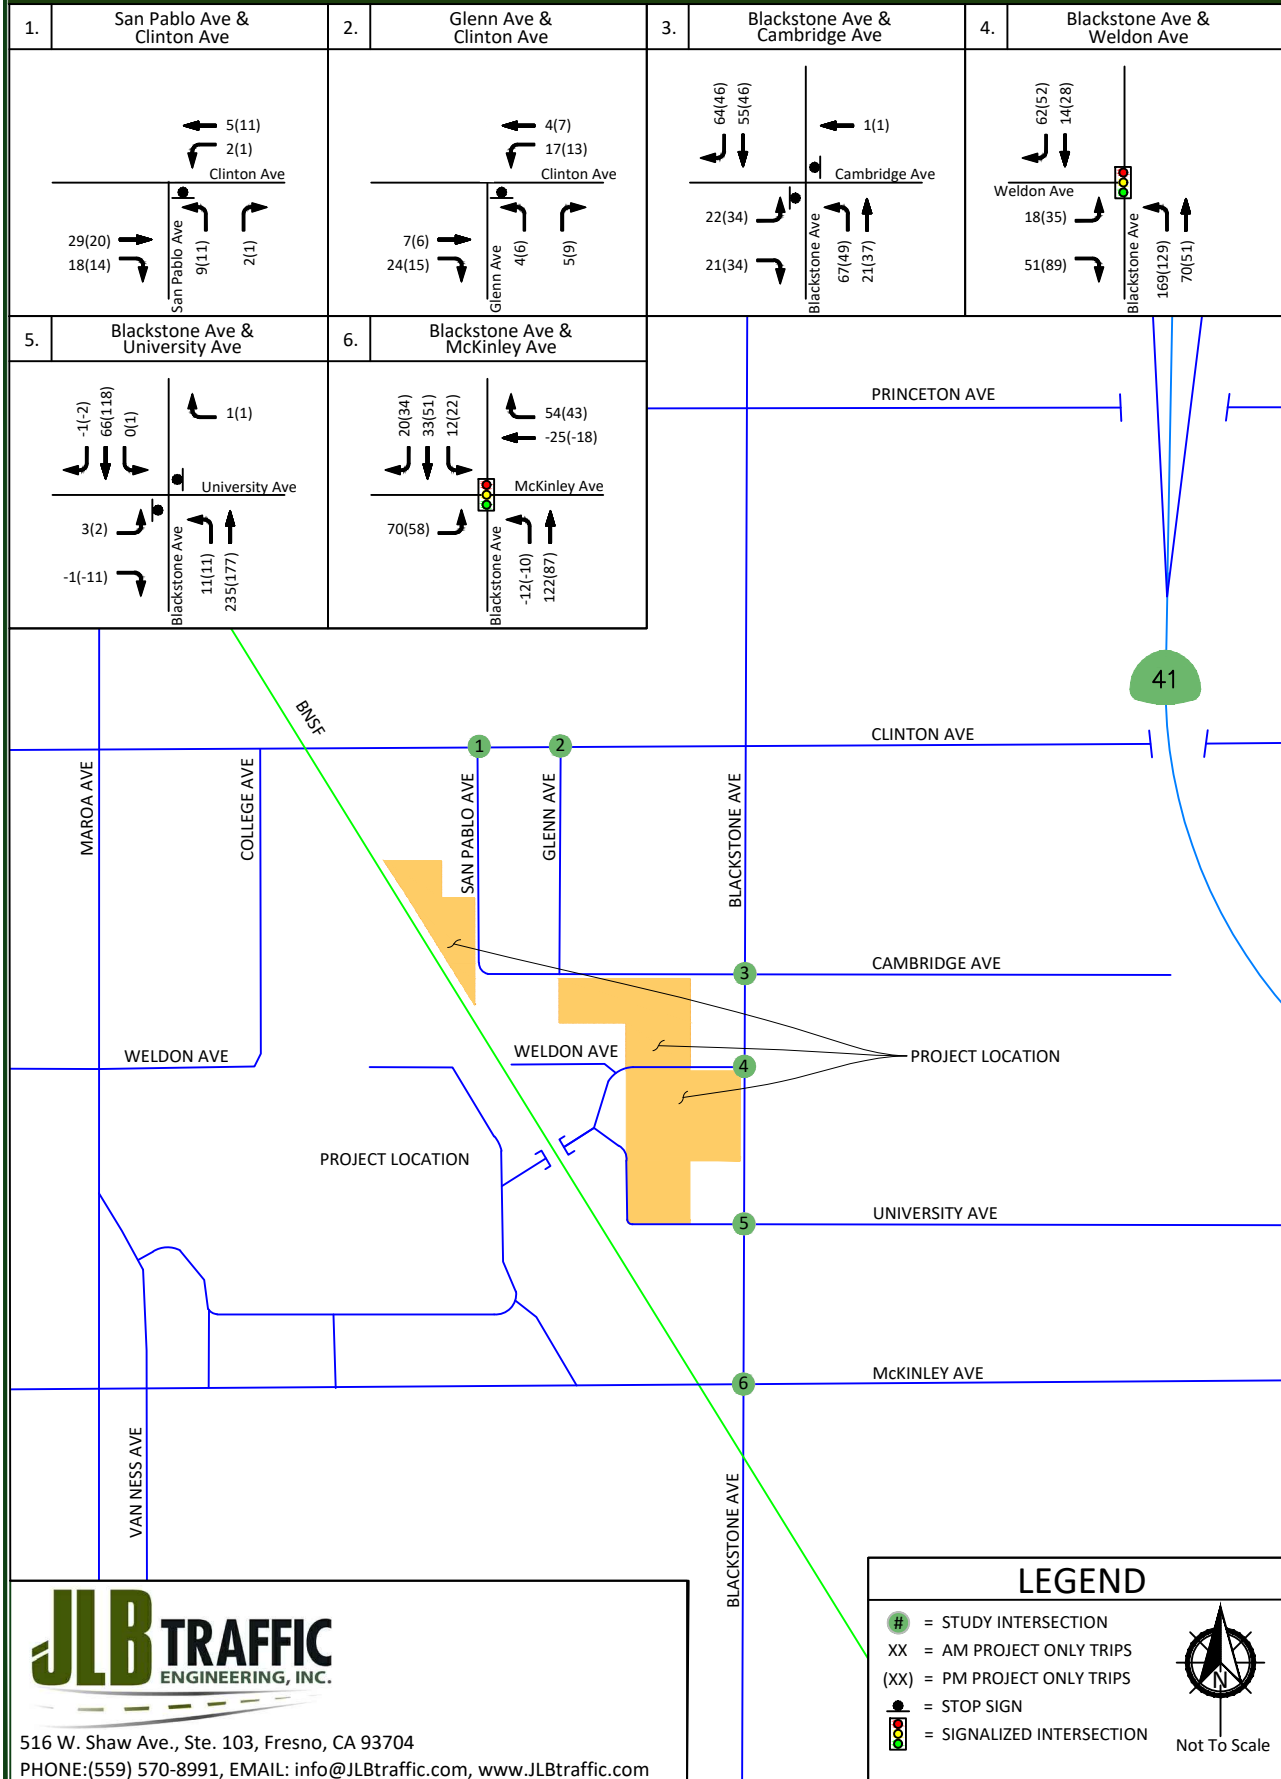 1.
San Pablo Ave &
Clinton Ave
5(11)
2(1)
Clinton Ave
29(20)
18(14)
San Pablo Ave
9(11)
2(1)
2.
Glenn Ave &
Clinton Ave
4(7)
17(13)
Clinton Ave
7(6)
24(15)
Glenn Ave
4(6)
5(9)
3.
Blackstone Ave &
Cambridge Ave
64(46)
55(46)
1(1)
Cambridge Ave
22(34)
21(34)
Blackstone Ave
67(49)
21(37)
4.
Blackstone Ave &
Weldon Ave
62(52)
14(28)
Weldon Ave
18(35)
51(89)
Blackstone Ave
169(129)
70(51)
5.
Blackstone Ave &
University Ave
-1(-2)
66(118)
0(1)
1(1)
University Ave
3(2)
-1(-11)
Blackstone Ave
11(11)
235(177)
6.
Blackstone Ave &
McKinley Ave
20(34)
33(51)
12(22)
54(43)
-25(-18)
McKinley Ave
70(58)
Blackstone Ave
-12(-10)
122(87)
PRINCETON AVE
41
BNSF
CLINTON AVE
1
2
MAROA AVE
COLLEGE AVE
SAN PABLO AVE
GLENN AVE
BLACKSTONE AVE
CAMBRIDGE AVE
3
WELDON AVE
WELDON AVE
4
PROJECT LOCATION
PROJECT LOCATION
UNIVERSITY AVE
5
McKINLEY AVE
6
VAN NESS AVE
BLACKSTONE AVE
JLB TRAFFIC
ENGINEERING, INC.
516 W. Shaw Ave., Ste. 103, Fresno, CA 93704
PHONE:(559) 570-8991, EMAIL: info@JLBtraffic.com, www.JLBtraffic.com
LEGEND
# = STUDY INTERSECTION
XX = AM PROJECT ONLY TRIPS
(XX) = PM PROJECT ONLY TRIPS
= STOP SIGN
= SIGNALIZED INTERSECTION
N
Not To Scale